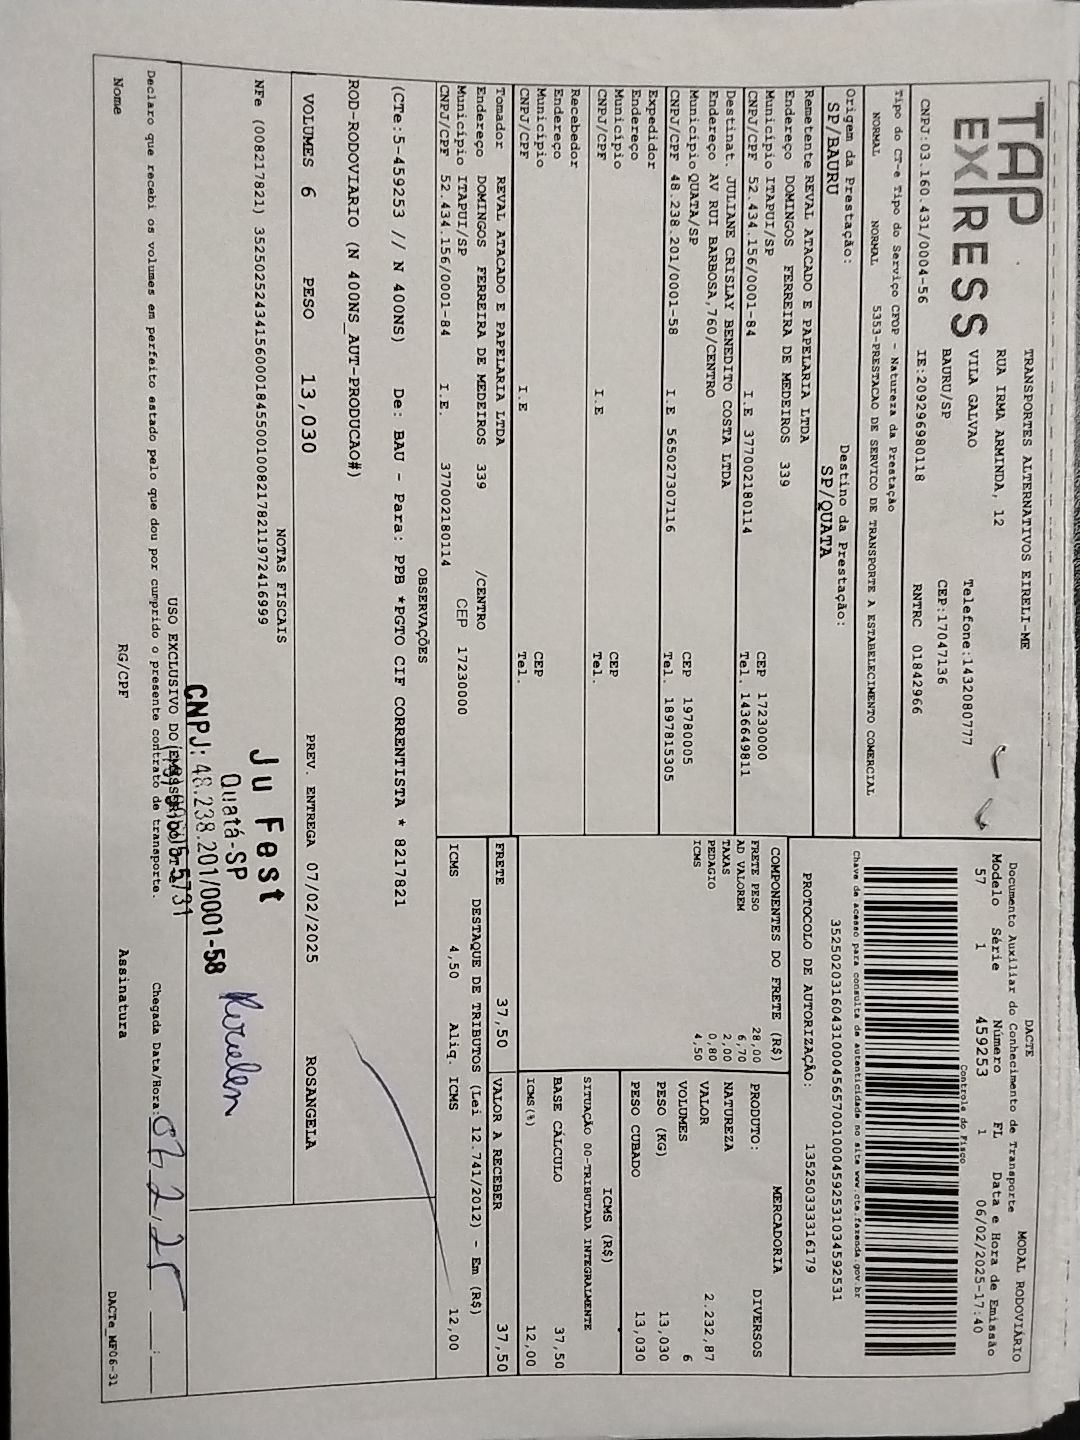 TAP EXPRESS
TRANSPORTES ALTERNATIVOS EIRELI-ME
RUA IRMA ARMINDA, 12
VILA GALVAO Telefone:1432080777
BAURU/SP CEP:17047136
CNPJ:03.160.431/0004-56 IE:209296980118 RNTRC 01842966
Tipo do CT-e Tipo do Serviço CFOP - Natureza da Prestação
NORMAL NORMAL 5353-PRESTACAO DE SERVICO DE TRANSPORTE A ESTABELECIMENTO COMERCIAL
Origem da Prestação: Destino da Prestação:
SP/BAURU SP/QUATA
DACTE MODAL RODOVIÁRIO
Documento Auxiliar do Conhecimento de Transporte
Modelo Série Número FL Data e Hora de Emissão
57 1 459253 1 06/02/2025-17:40
Controle do Fisco
Chave de acesso para consulta de autenticidade no site www.cte.fazenda.gov.br
35250203160431000456570010004592531034592531
PROTOCOLO DE AUTORIZAÇÃO: 135250333316179
Remetente REVAL ATACADO E PAPELARIA LTDA
Endereço DOMINGOS FERREIRA DE MEDEIROS 339
Município ITAPUI/SP CEP 17230000
CNPJ/CPF 52.434.156/0001-84 I.E 377002180114 Tel. 1436649811
Destinat. JULIANE CRISLAY BENEDITO COSTA LTDA
Endereço AV RUI BARBOSA,760/CENTRO
Município QUATA/SP CEP 19780005
CNPJ/CPF 48.238.201/0001-58 I.E 565027307116 Tel. 1897815305
Expedidor
Endereço
Município CEP
CNPJ/CPF I.E Tel.
Recebedor
Endereço
Município CEP
CNPJ/CPF I.E Tel.
Tomador REVAL ATACADO E PAPELARIA LTDA
Endereço DOMINGOS FERREIRA DE MEDEIROS 339 /CENTRO
Município ITAPUI/SP CEP 17230000
CNPJ/CPF 52.434.156/0001-84 I.E. 377002180114
COMPONENTES DO FRETE (R$)
FRETE PESO 28,00
AD VALOREM 6,70
TAXAS 2,00
PEDAGIO 0,80
ICMS 4,50
MERCADORIA
PRODUTO: DIVERSOS
NATUREZA
VALOR 2.232,87
VOLUMES 6
PESO (KG) 13,030
PESO CUBADO 13,030
ICMS (R$)
SITUAÇÃO 00-TRIBUTADA INTEGRALMENTE
BASE CÁLCULO 37,50
ICMS(%) 12,00
FRETE 37,50 VALOR A RECEBER 37,50
DESTAQUE DE TRIBUTOS (Lei 12.741/2012) - Em (R$)
ICMS 4,50 Aliq. ICMS 12,00
OBSERVAÇÕES
(CTe:5-459253 // N 400NS) De: BAU - Para: PPB *PGTO CIF CORRENTISTA * 8217821
ROD-RODOVIARIO (N 400NS_AUT-PRODUCAO#)
VOLUMES 6 PESO 13,030 PREV. ENTREGA 07/02/2025 ROSANGELA
NOTAS FISCAIS
NFe (008217821) 35250252434156000184550010082178211972416999
Ju Fest
Quatá-SP
CNPJ: 48.238.201/0001-58
USO EXCLUSIVO DO
Declaro que recebi os volumes em perfeito estado pelo que dou por cumprido o presente contrato de transporte. Chegada Data/Hora: 07/2/25
Nome RG/CPF Assinatura
DACTe_MF06-31